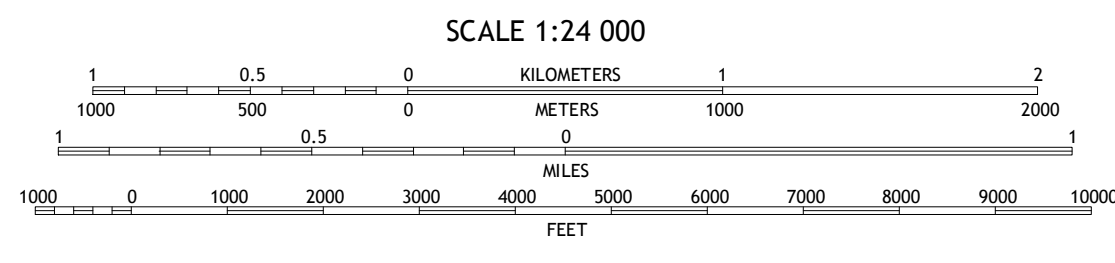 SCALE 1:24 000
1 0.5 0 KILOMETERS 1 2
1000 500 0 METERS 1000 2000
1 0.5 0 1
MILES
1000 0 1000 2000 3000 4000 5000 6000 7000 8000 9000 10000
FEET